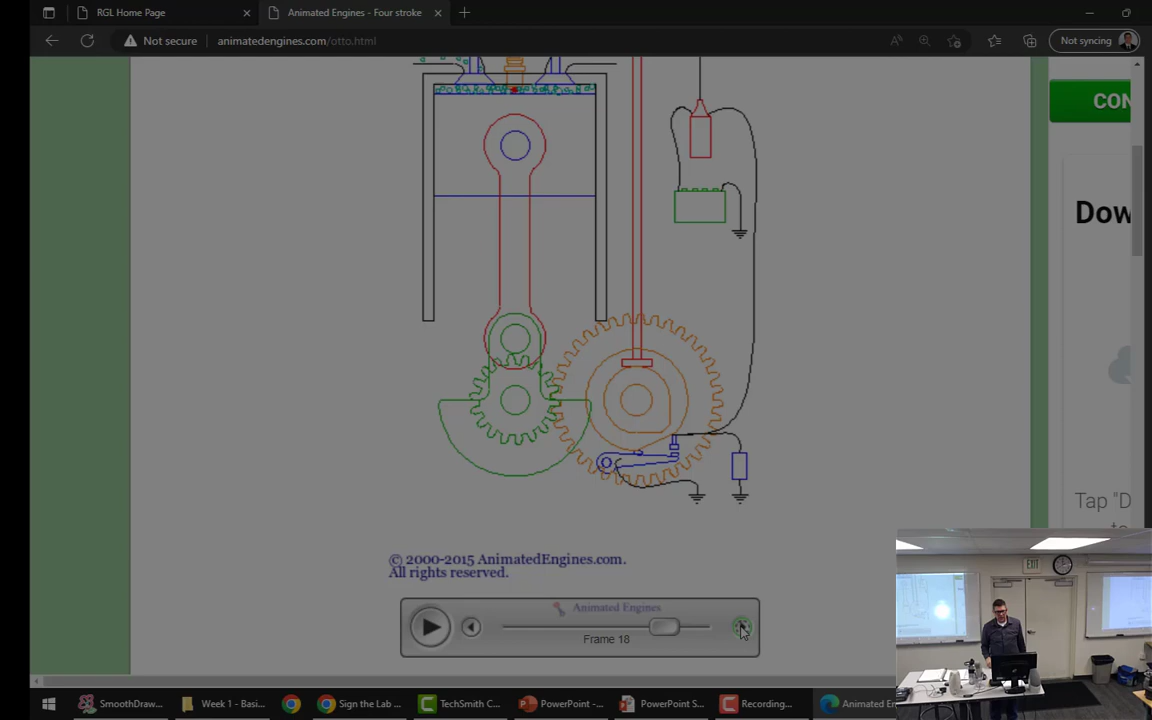 RGL Home Page
Animated Engines - Four stroke
Not secure
animatedengines.com/otto.html
Not syncing
CON
Dow
Tap "D
© 2000-2015 AnimatedEngines.com.
All rights reserved.
Animated Engines
Frame 18
EXIT
SmoothDraw...
Week 1 - Basi...
Sign the Lab ...
TechSmith C...
PowerPoint -...
PowerPoint S...
Recording...
Animated En